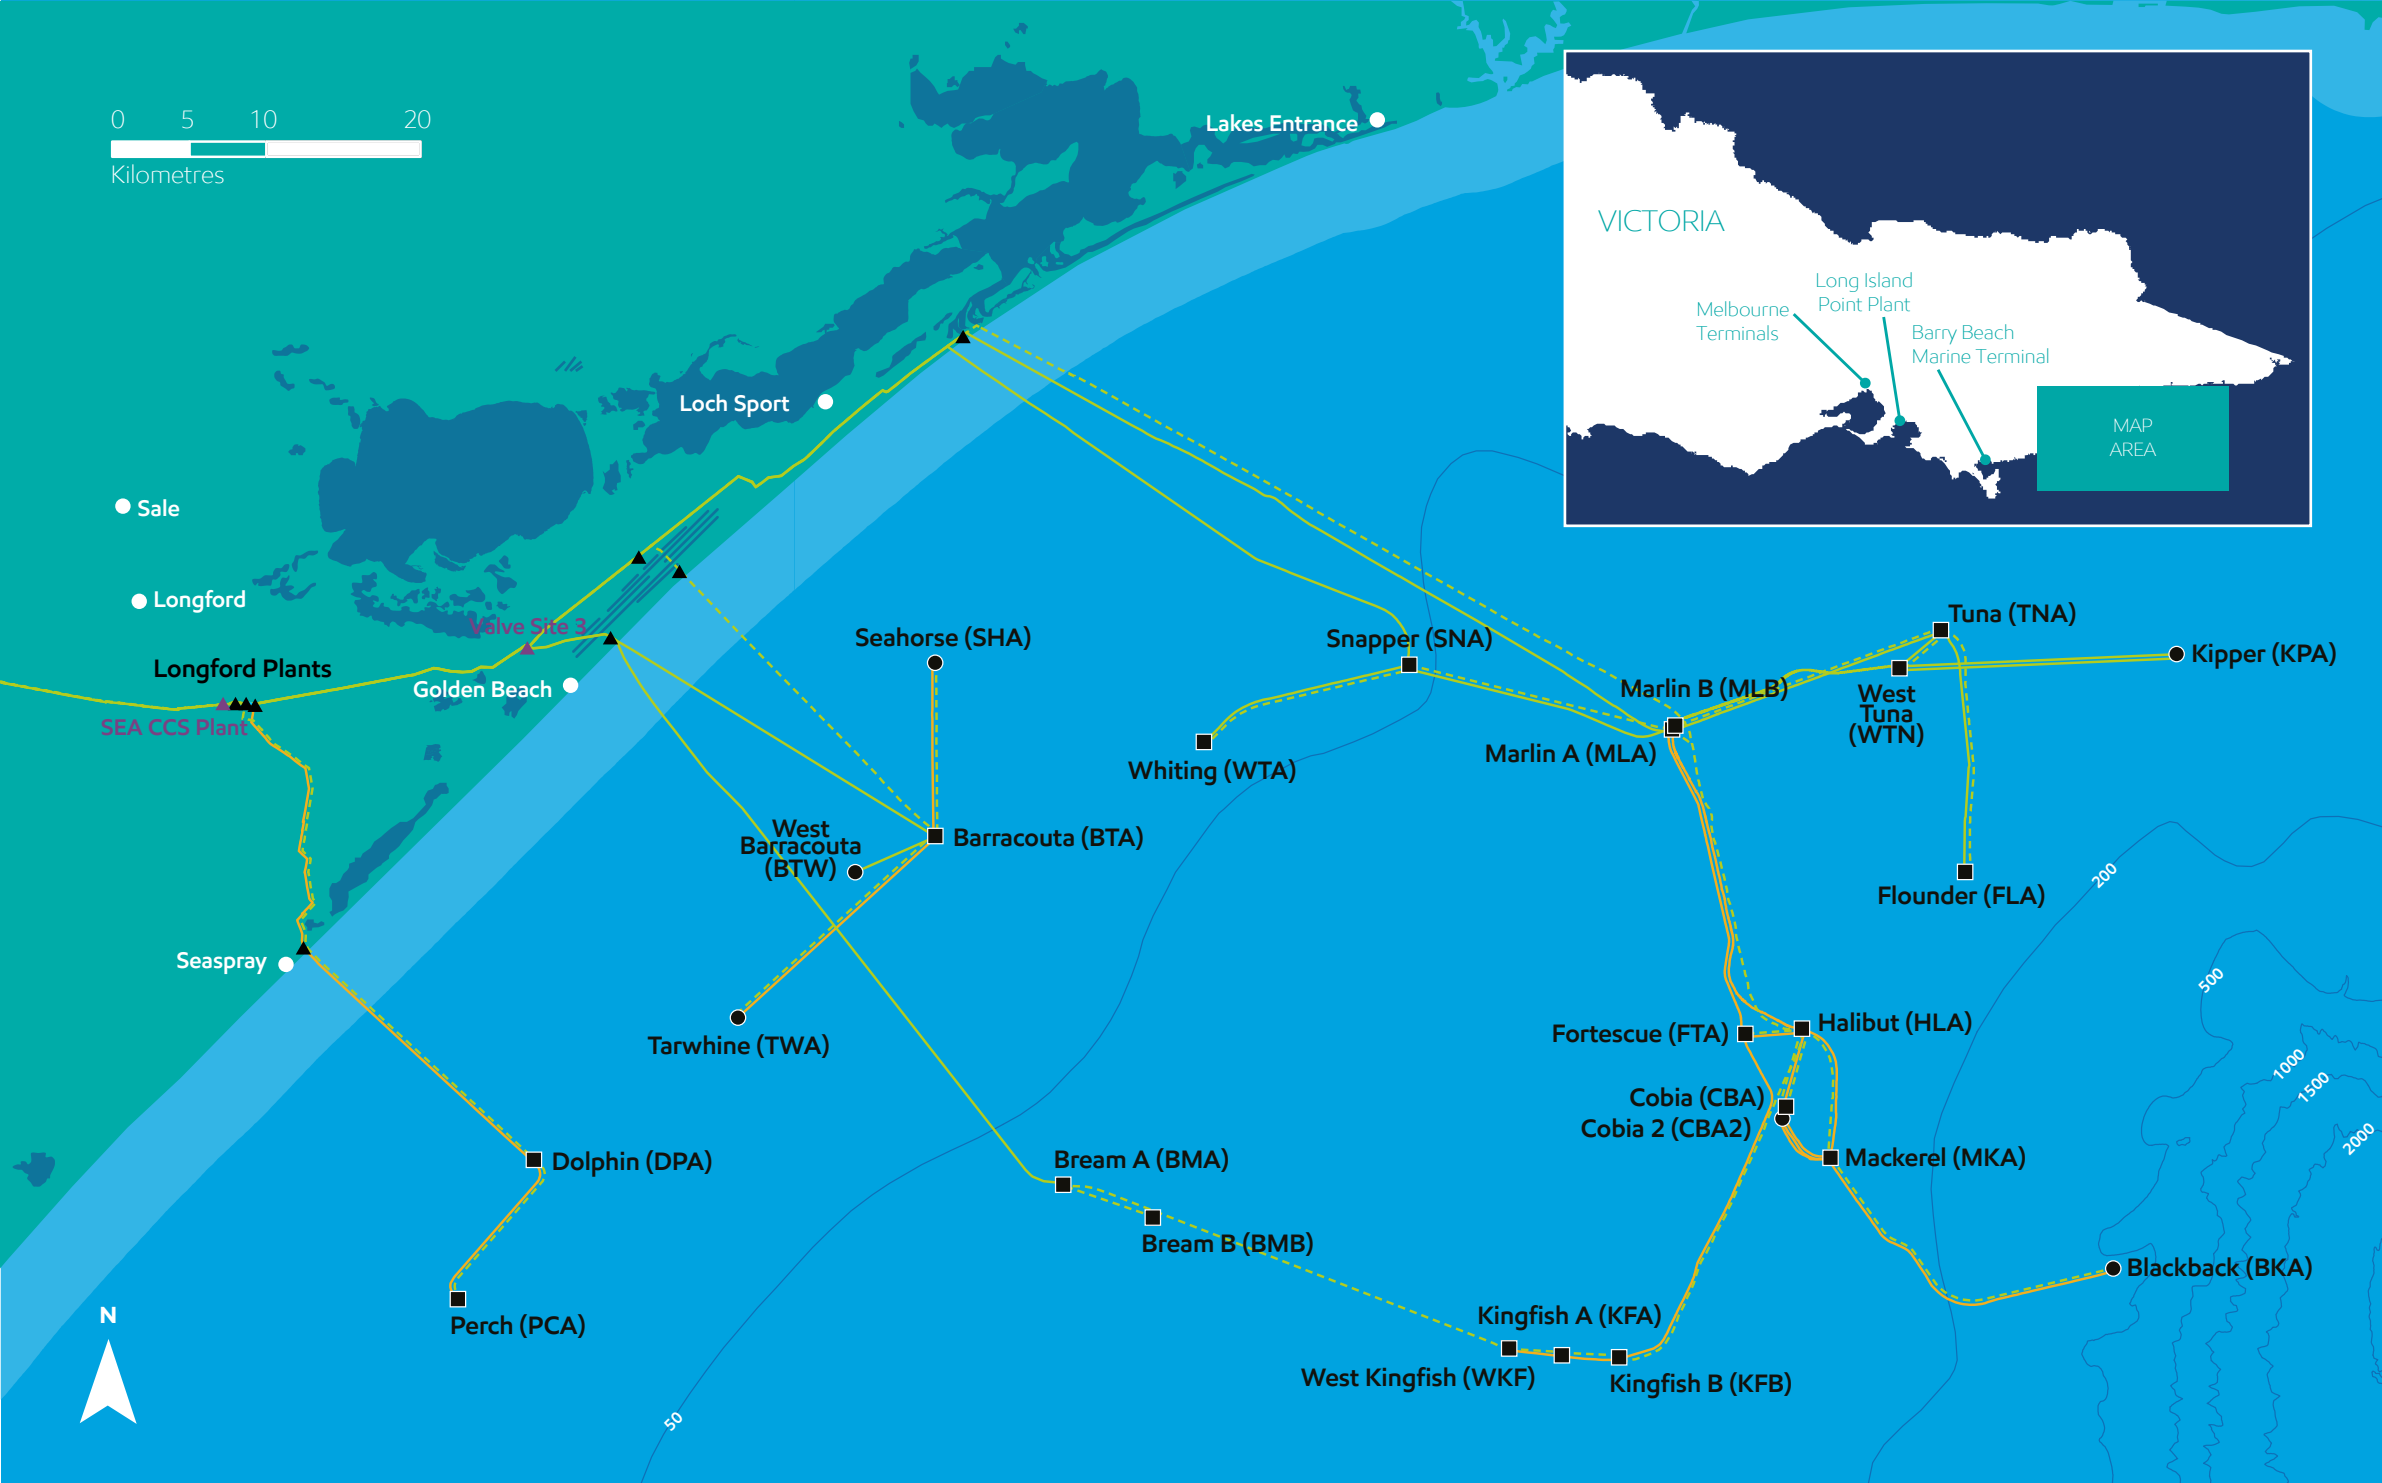 0 5 10 20
Kilometres
Lakes Entrance
VICTORIA
Long Island
Point Plant
Melbourne
Terminals
Barry Beach
Marine Terminal
MAP
AREA
Loch Sport
Sale
Longford
Valve Site 3
Longford Plants
Golden Beach
SEA CCS Plant
Seahorse (SHA)
Snapper (SNA)
Tuna (TNA)
Kipper (KPA)
Marlin B (MLB)
West
Tuna
(WTN)
Marlin A (MLA)
Whiting (WTA)
West
Barracouta
(BTW)
Barracouta (BTA)
Flounder (FLA)
200
Seaspray
500
Tarwhine (TWA)
Fortescue (FTA)
Halibut (HLA)
1000
1500
Cobia (CBA)
Cobia 2 (CBA2)
2000
Dolphin (DPA)
Bream A (BMA)
Mackerel (MKA)
Bream B (BMB)
Blackback (BKA)
N
Perch (PCA)
Kingfish A (KFA)
West Kingfish (WKF)
Kingfish B (KFB)
50